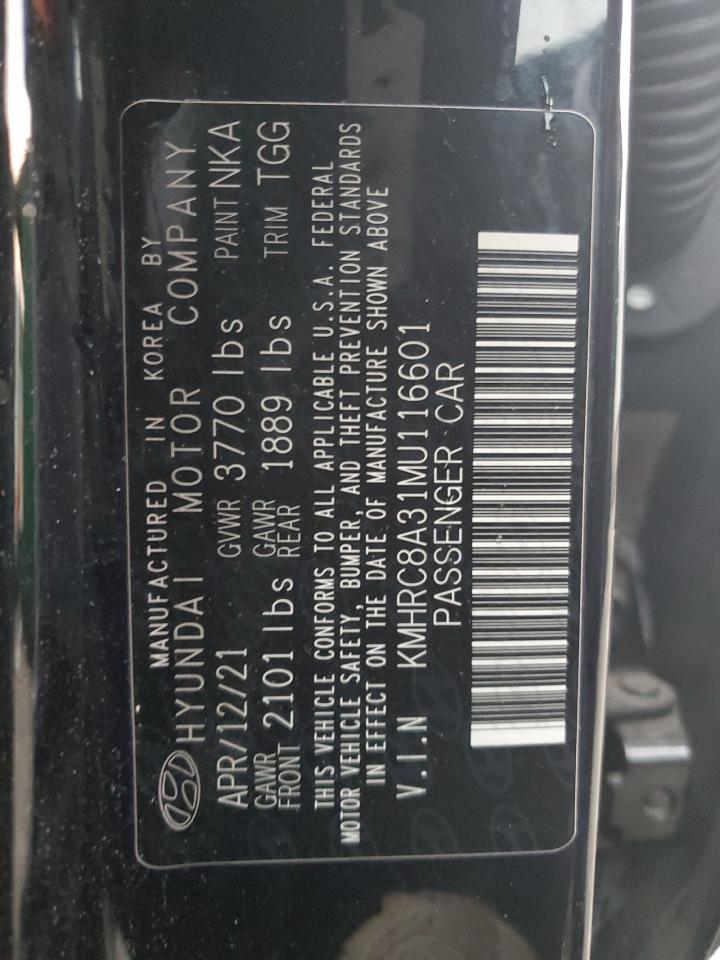 MANUFACTURED IN KOREA BY
HYUNDAI MOTOR COMPANY
APR/12/21 GVWR 3770 lbs PAINT NKA
GAWR FRONT 2101 lbs GAWR REAR 1889 lbs TRIM TGG
THIS VEHICLE CONFORMS TO ALL APPLICABLE U.S.A. FEDERAL
MOTOR VEHICLE SAFETY, BUMPER, AND THEFT PREVENTION STANDARDS
IN EFFECT ON THE DATE OF MANUFACTURE SHOWN ABOVE
V.I.N KMHRC8A31MU116601
PASSENGER CAR